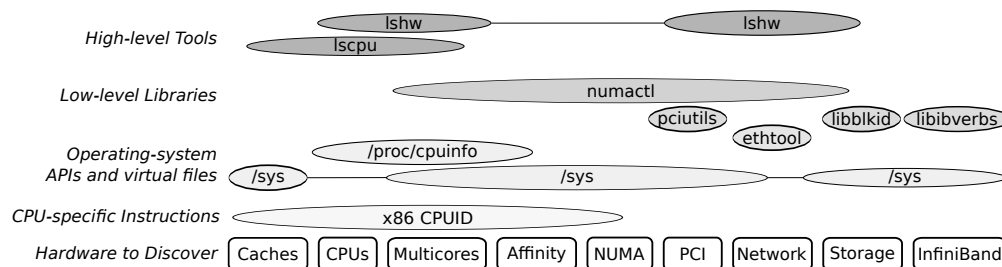 High-level Tools
lshw
lshw
lscpu
Low-level Libraries
numactl
pciutils
libblkid
libibverbs
ethtool
Operating-system
APIs and virtual files
/proc/cpuinfo
/sys
/sys
/sys
CPU-specific Instructions
x86 CPUID
Hardware to Discover
Caches
CPUs
Multicores
Affinity
NUMA
PCI
Network
Storage
InfiniBand